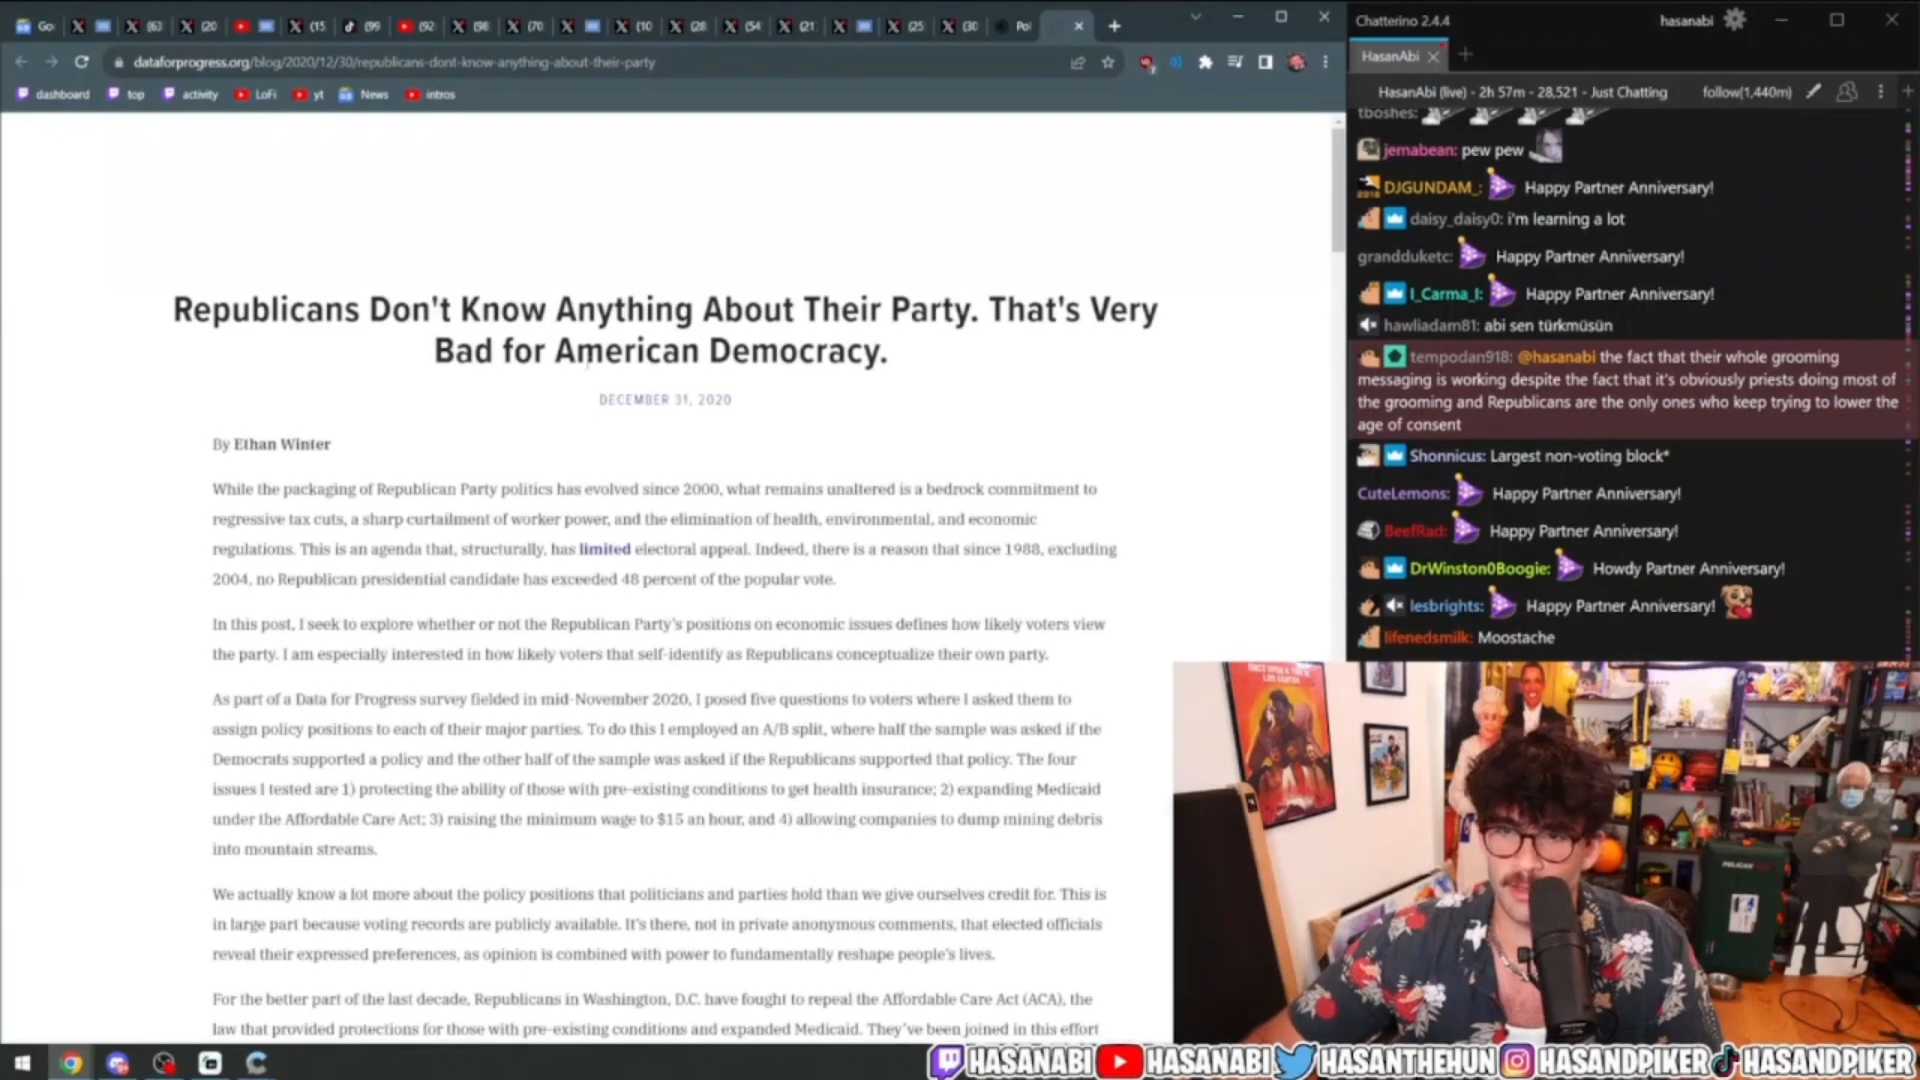 Go
(63
(20
(15
(99
(92
(98
(70
(10
(28
(54
(21
(25
(30
Pol
dataforprogress.org/blog/2020/12/30/republicans-dont-know-anything-about-their-party
dashboard
top
activity
LoFi
yt
News
intros
Republicans Don't Know Anything About Their Party. That's Very
Bad for American Democracy.
DECEMBER 31, 2020
By Ethan Winter
While the packaging of Republican Party politics has evolved since 2000, what remains unaltered is a bedrock commitment to
regressive tax cuts, a sharp curtailment of worker power, and the elimination of health, environmental, and economic
regulations. This is an agenda that, structurally, has limited electoral appeal. Indeed, there is a reason that since 1988, excluding
2004, no Republican presidential candidate has exceeded 48 percent of the popular vote.
In this post, I seek to explore whether or not the Republican Party's positions on economic issues defines how likely voters view
the party. I am especially interested in how likely voters that self-identify as Republicans conceptualize their own party.
As part of a Data for Progress survey fielded in mid-November 2020, I posed five questions to voters where I asked them to
assign policy positions to each of their major parties. To do this I employed an A/B split, where half the sample was asked if the
Democrats supported a policy and the other half of the sample was asked if the Republicans supported that policy. The four
issues I tested are 1) protecting the ability of those with pre-existing conditions to get health insurance; 2) expanding Medicaid
under the Affordable Care Act; 3) raising the minimum wage to $15 an hour, and 4) allowing companies to dump mining debris
into mountain streams.
We actually know a lot more about the policy positions that politicians and parties hold than we give ourselves credit for. This is
in large part because voting records are publicly available. It's there, not in private anonymous comments, that elected officials
reveal their expressed preferences, as opinion is combined with power to fundamentally reshape people's lives.
For the better part of the last decade, Republicans in Washington, D.C. have fought to repeal the Affordable Care Act (ACA), the
law that provided protections for those with pre-existing conditions and expanded Medicaid. They've been joined in this effort
Chatterino 2.4.4
hasanabi
HasanAbi
HasanAbi (live) - 2h 57m - 28,521 - Just Chatting
follow(1,440m)
tboshes:
jemabean: pew pew
DJGUNDAM_: Happy Partner Anniversary!
daisy_daisy0: i'm learning a lot
grandduketc: Happy Partner Anniversary!
I_Carma_I: Happy Partner Anniversary!
hawliadam81: abi sen türkmüsün
tempodan918: @hasanabi the fact that their whole grooming
messaging is working despite the fact that it's obviously priests doing most of
the grooming and Republicans are the only ones who keep trying to lower the
age of consent
Shonnicus: Largest non-voting block*
CuteLemons: Happy Partner Anniversary!
BeefRad: Happy Partner Anniversary!
DrWinston0Boogie: Howdy Partner Anniversary!
lesbrights: Happy Partner Anniversary!
lifenedsmilk: Moostache
PELICAN
HASANABI
HASANABI
HASANTHEHUN
HASANDPIKER
HASANDPIKER